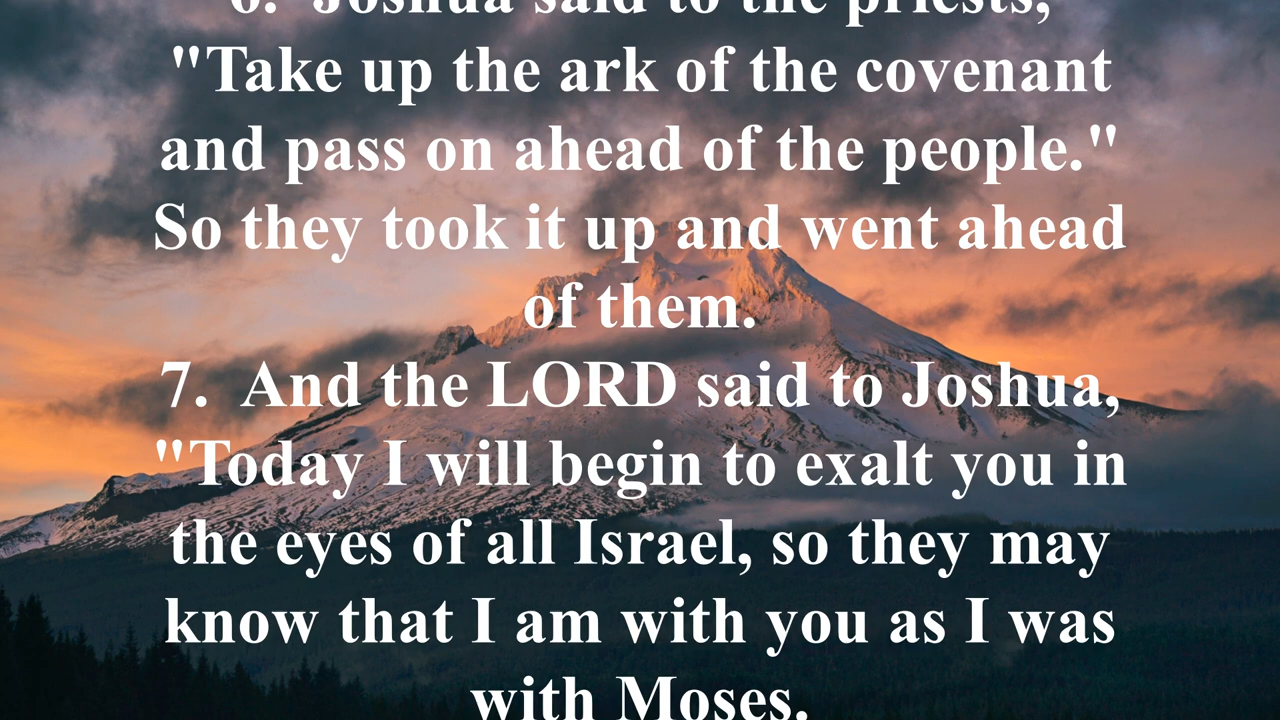 6.  Joshua said to the priests,
"Take up the ark of the covenant
and pass on ahead of the people."
So they took it up and went ahead
of them.
7.  And the LORD said to Joshua,
"Today I will begin to exalt you in
the eyes of all Israel, so they may
know that I am with you as I was
with Moses.